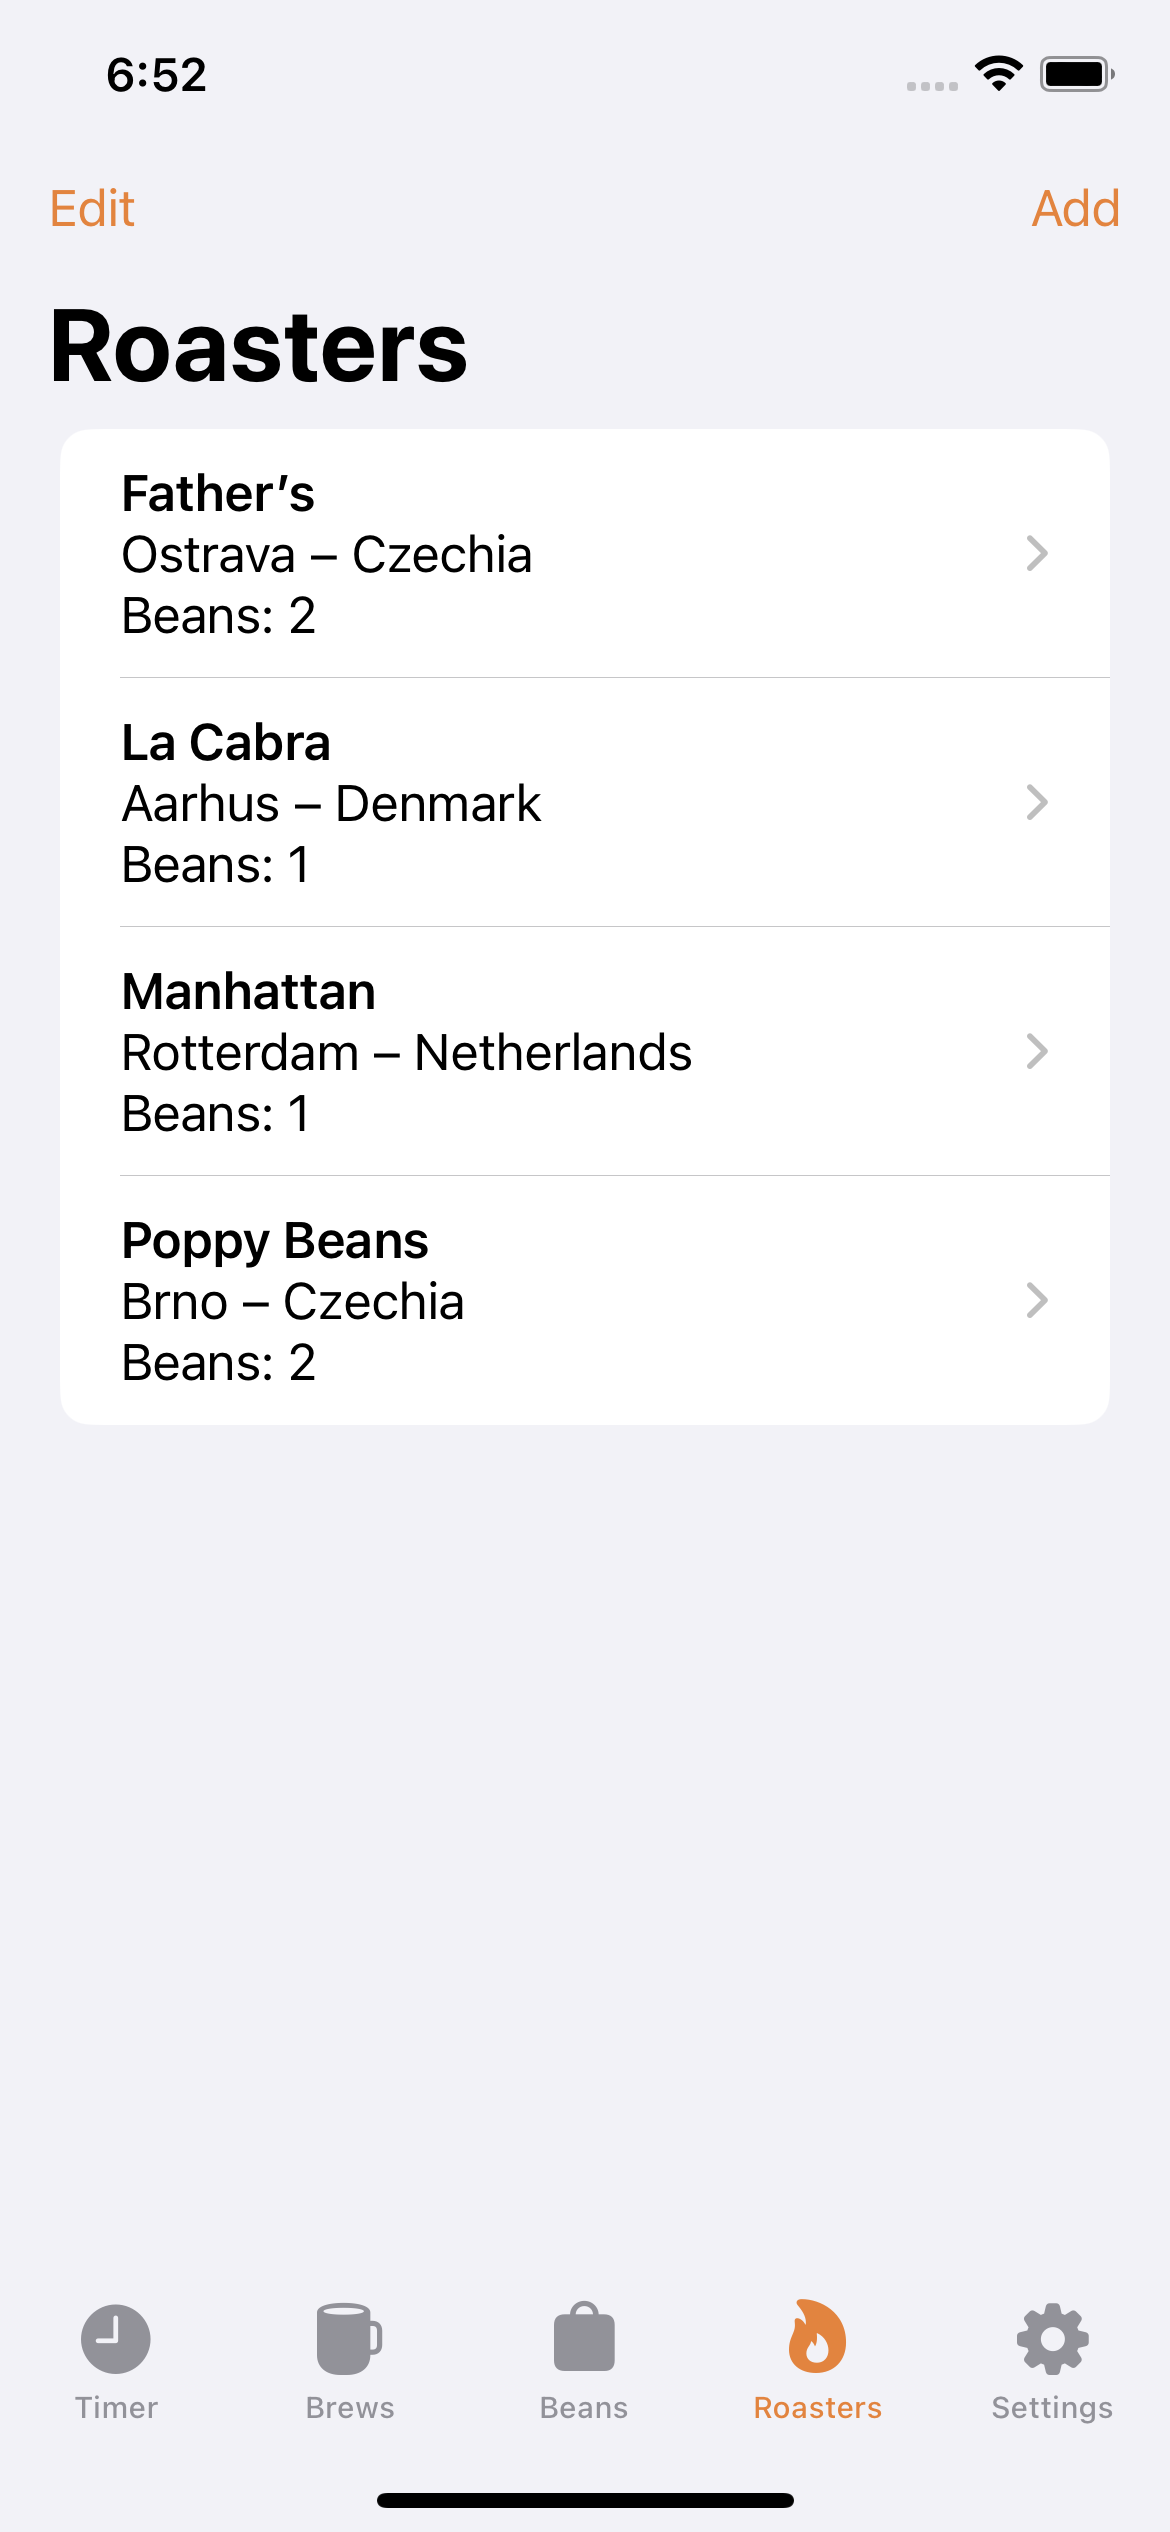 6:52
Edit
Add
Roasters
Father’s
Ostrava – Czechia
Beans: 2
La Cabra
Aarhus – Denmark
Beans: 1
Manhattan
Rotterdam – Netherlands
Beans: 1
Poppy Beans
Brno – Czechia
Beans: 2
Timer
Brews
Beans
Roasters
Settings